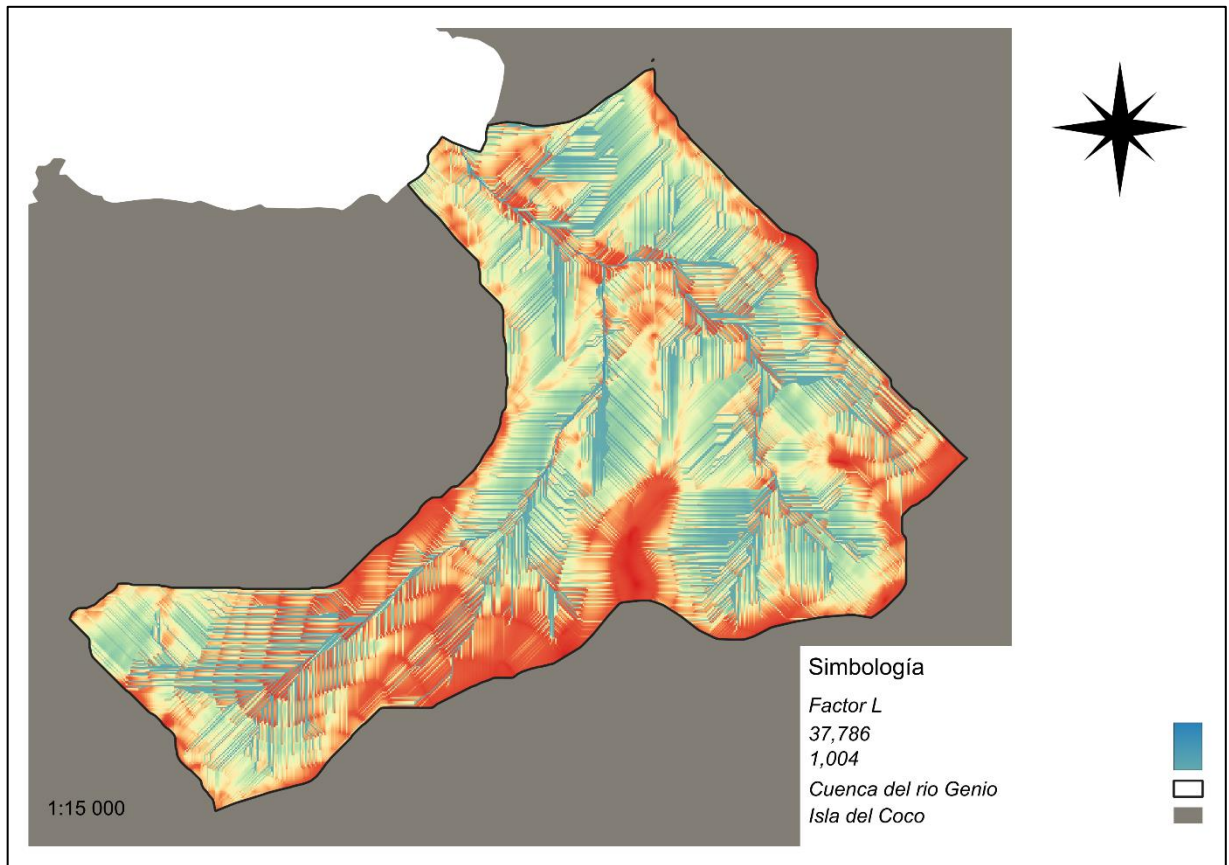 Simbología
Factor L
37,786
1,004
Cuenca del rio Genio
Isla del Coco
1:15 000